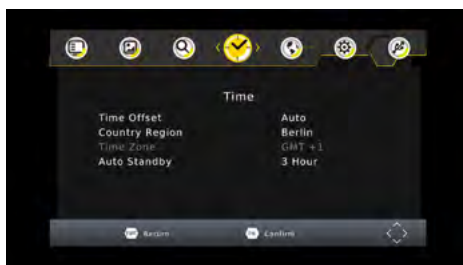 Time
Time Offset Auto
Country Region Berlin
Time Zone GMT +1
Auto Standby 3 Hour
Return
Confirm